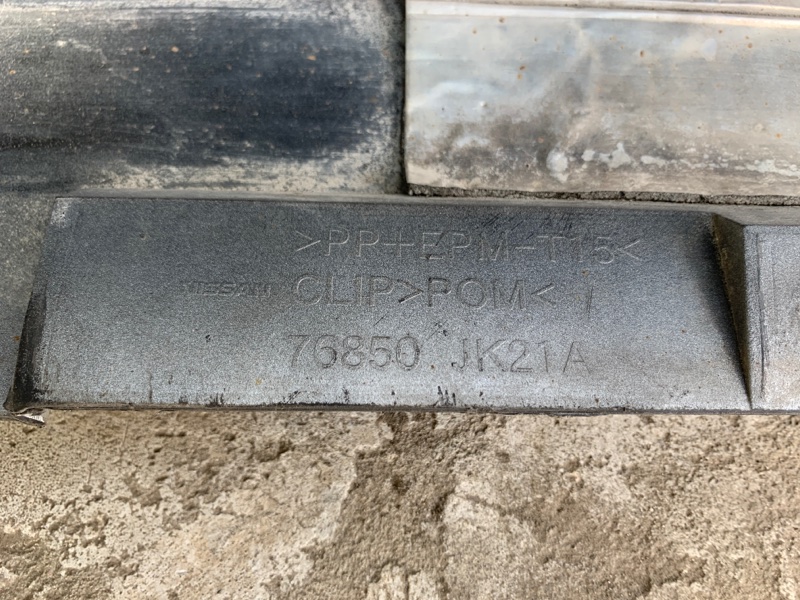 >PP+EPM-T15<
NISSAN CLIP>POM<
76850 JK21A